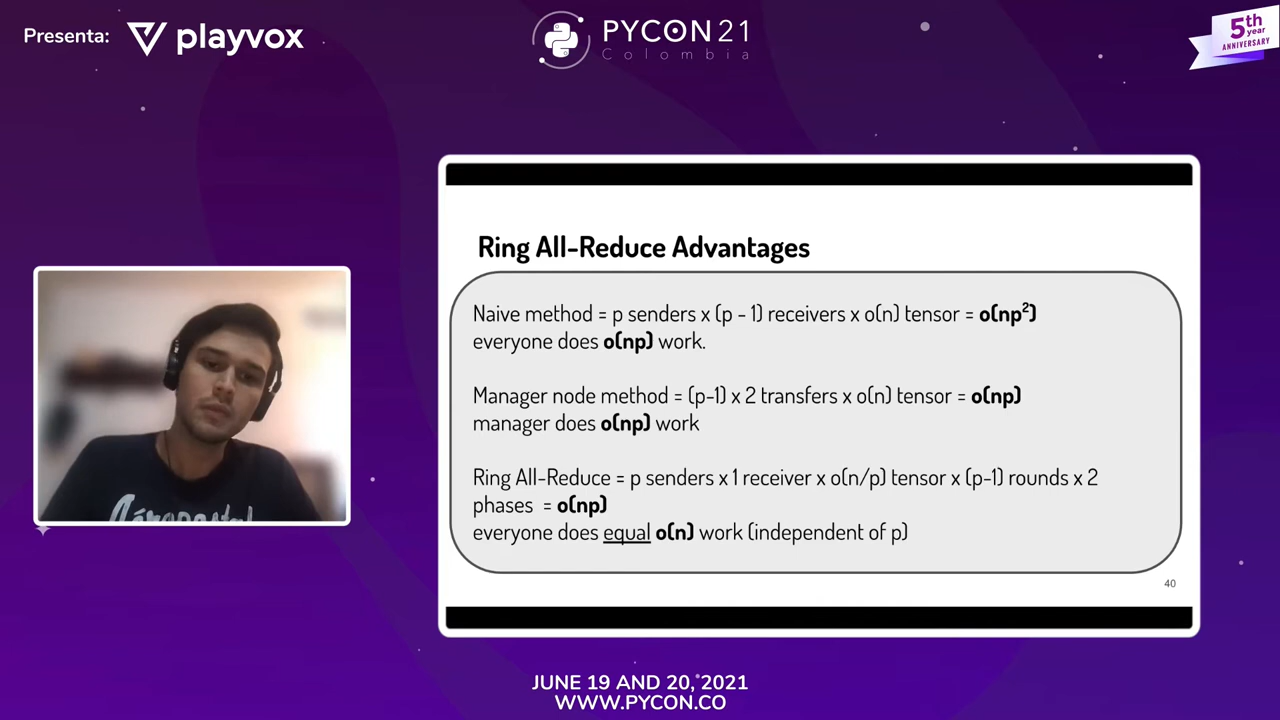 Presenta: playvox
PYCON 21
Colombia
5th
year
ANNIVERSARY
Ring All-Reduce Advantages
Naive method = p senders x (p - 1) receivers x o(n) tensor = o(np²)
everyone does o(np) work.
Manager node method = (p-1) x 2 transfers x o(n) tensor = o(np)
manager does o(np) work
Ring All-Reduce = p senders x 1 receiver x o(n/p) tensor x (p-1) rounds x 2
phases = o(np)
everyone does equal o(n) work (independent of p)
40
JUNE 19 AND 20, 2021
WWW.PYCON.CO